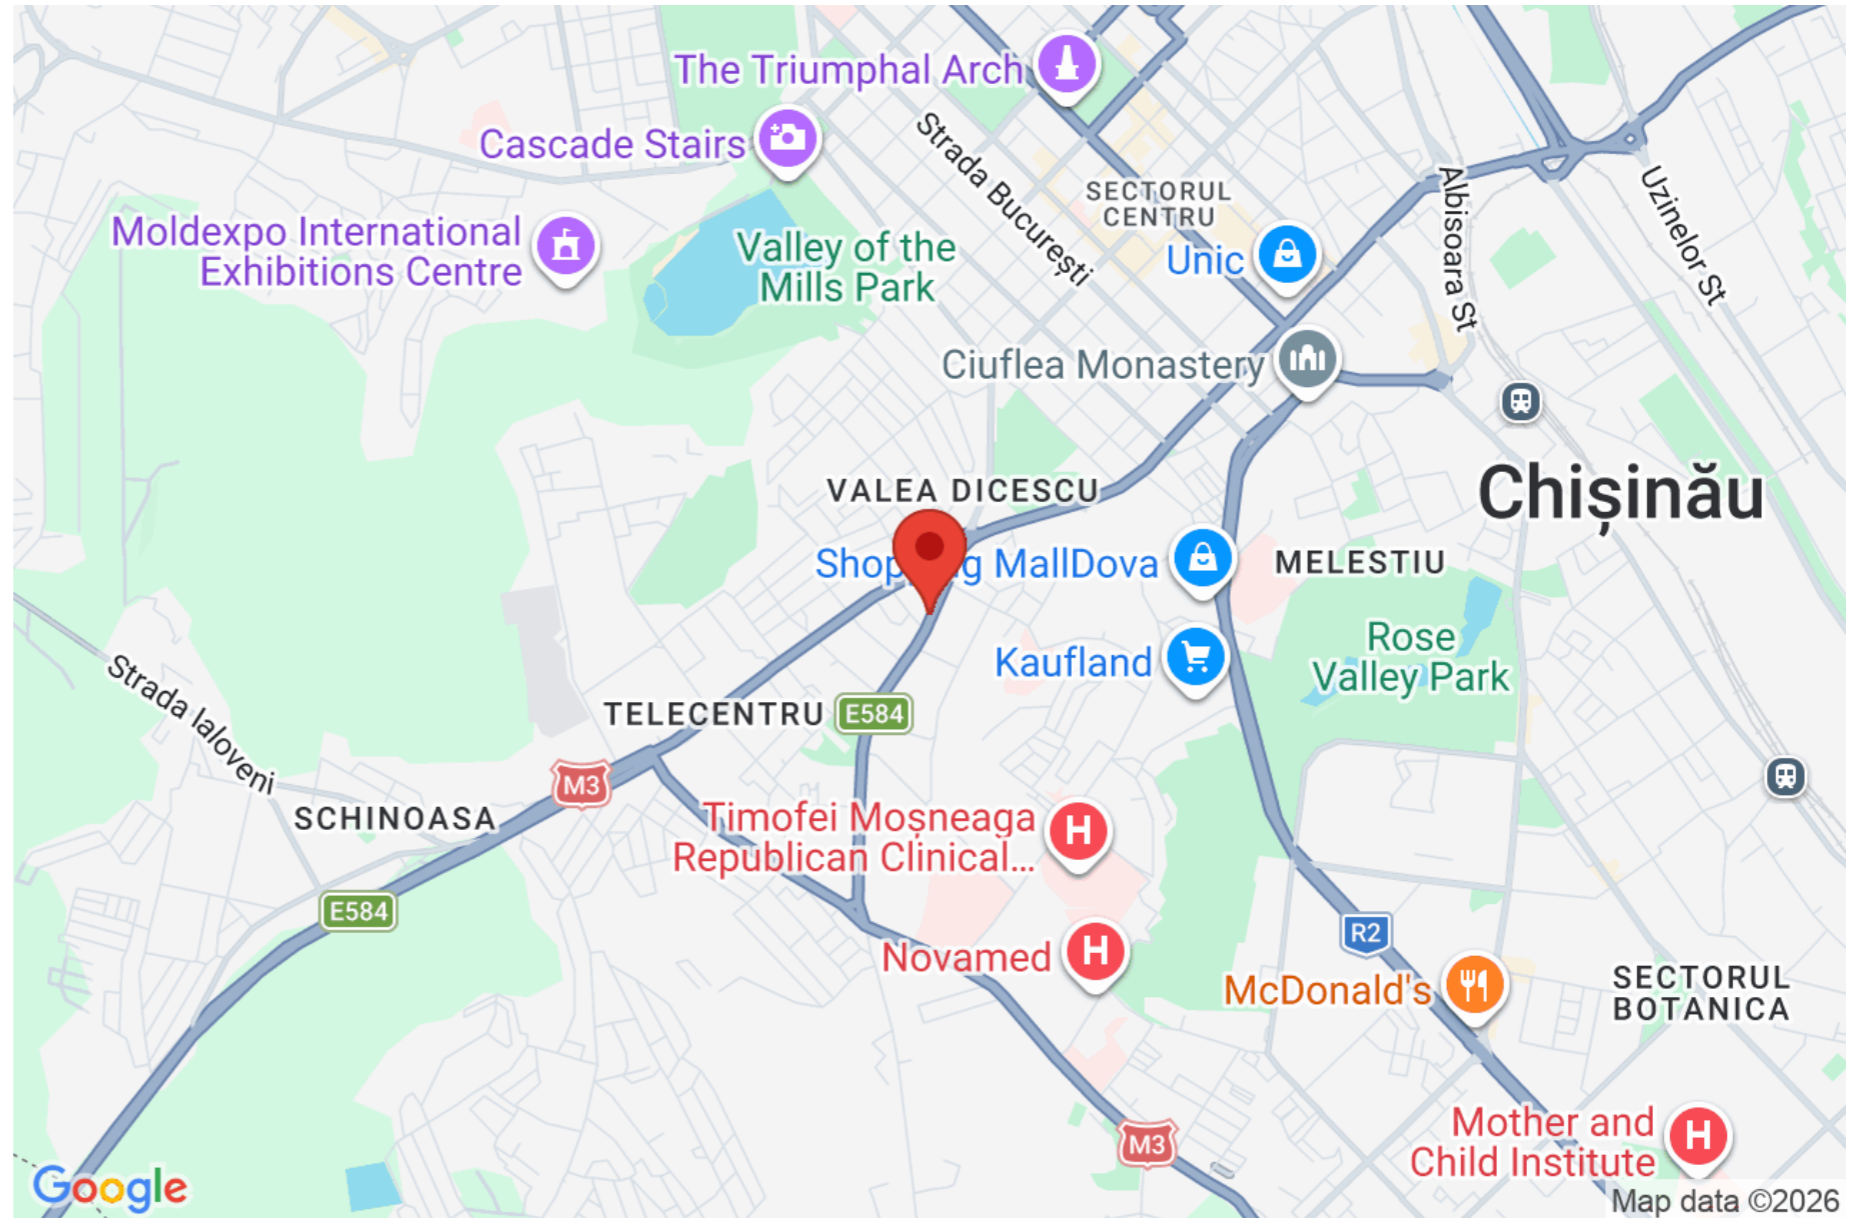 The Triumphal Arch
Cascade Stairs
Strada București
SECTORUL
CENTRU
Albisoara St
Uzinelor St
Moldexpo International
Exhibitions Centre
Valley of the
Mills Park
Unic
Ciuflea Monastery
Chișinău
VALEA DICESCU
Shop g MallDova
MELESTIU
Rose
Valley Park
Kaufland
Strada Ialoveni
TELECENTRU
E584
M3
SCHINOASA
Timofei Moșneaga
Republican Clinical...
E584
R2
Novamed
McDonald's
SECTORUL
BOTANICA
Mother and
Child Institute
M3
Google
Map data ©2026